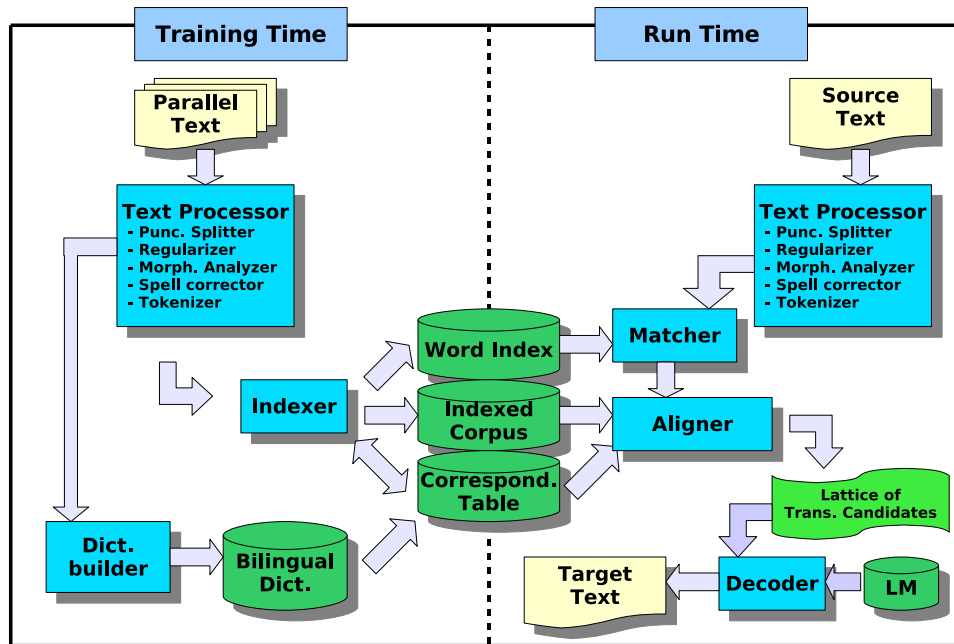 Training Time
Run Time
Parallel
Text
Source
Text
Text Processor
- Punc. Splitter
- Regularizer
- Morph. Analyzer
- Spell corrector
- Tokenizer
Text Processor
- Punc. Splitter
- Regularizer
- Morph. Analyzer
- Spell corrector
- Tokenizer
Word Index
Matcher
Indexer
Indexed
Corpus
Aligner
Correspond.
Table
Lattice of
Trans. Candidates
Dict.
builder
Bilingual
Dict.
Target
Text
Decoder
LM